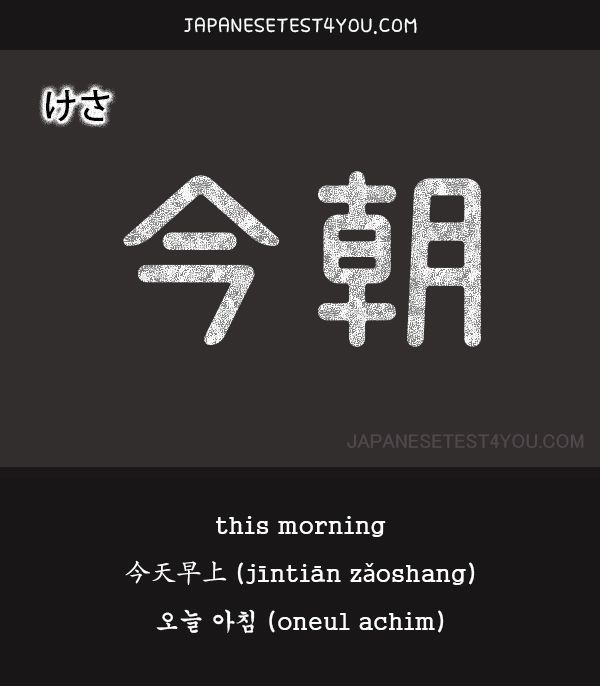 JAPANESETEST4YOU.COM
けさ
今朝
JAPANESETEST4YOU.COM
this morning
今天早上 (jīntiān zǎoshang)
오늘 아침 (oneul achim)